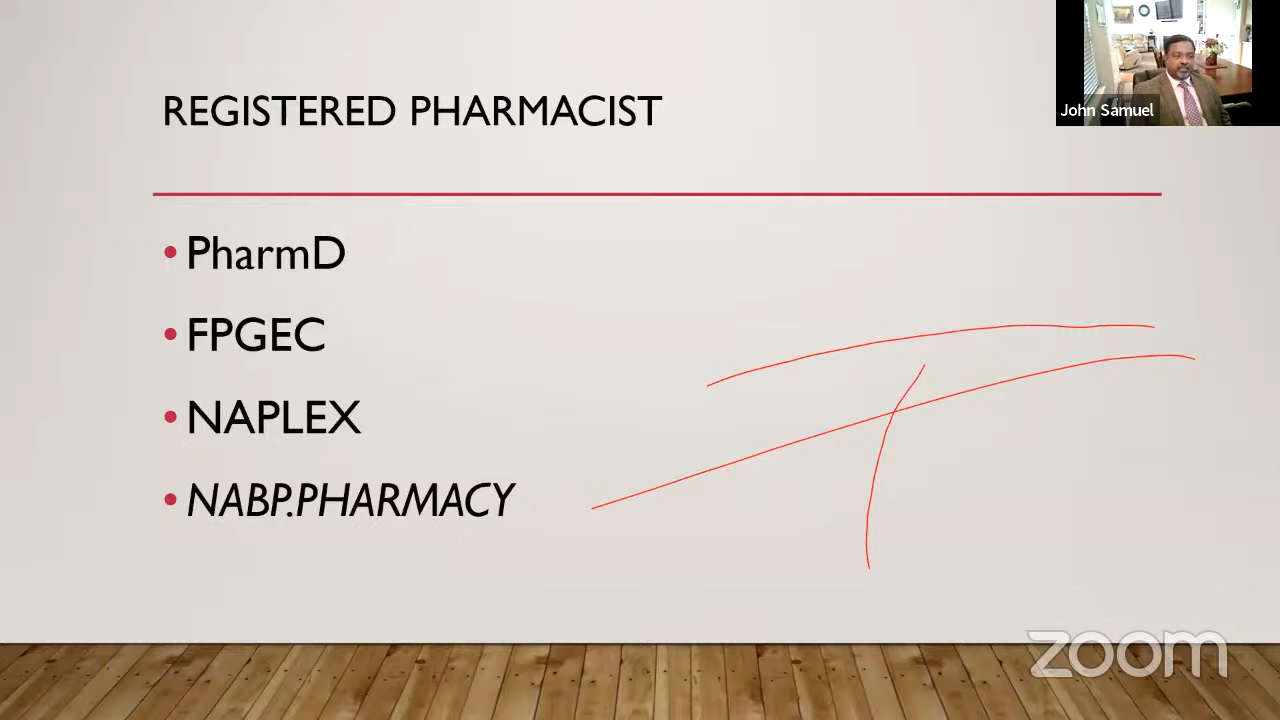 John Samuel
REGISTERED PHARMACIST
• PharmD
• FPGEC
• NAPLEX
• NABP.PHARMACY
zoom